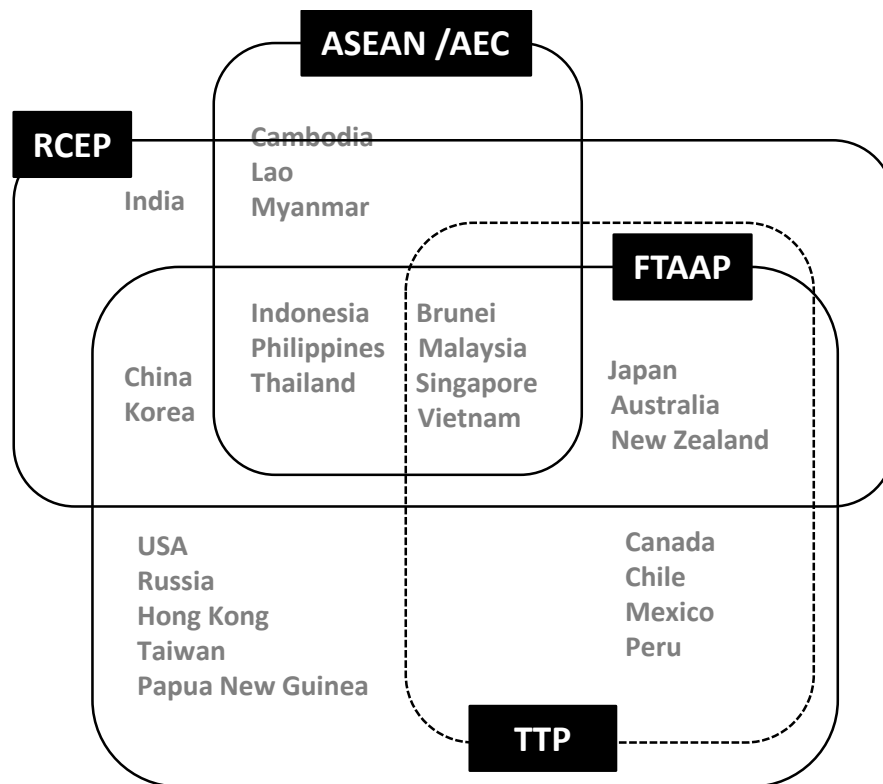 ASEAN /AEC
RCEP
Cambodia
Lao
Myanmar
India
FTAAP
Indonesia
Philippines
Thailand
Brunei
Malaysia
Singapore
Vietnam
China
Korea
Japan
Australia
New Zealand
USA
Russia
Hong Kong
Taiwan
Papua New Guinea
Canada
Chile
Mexico
Peru
TTP